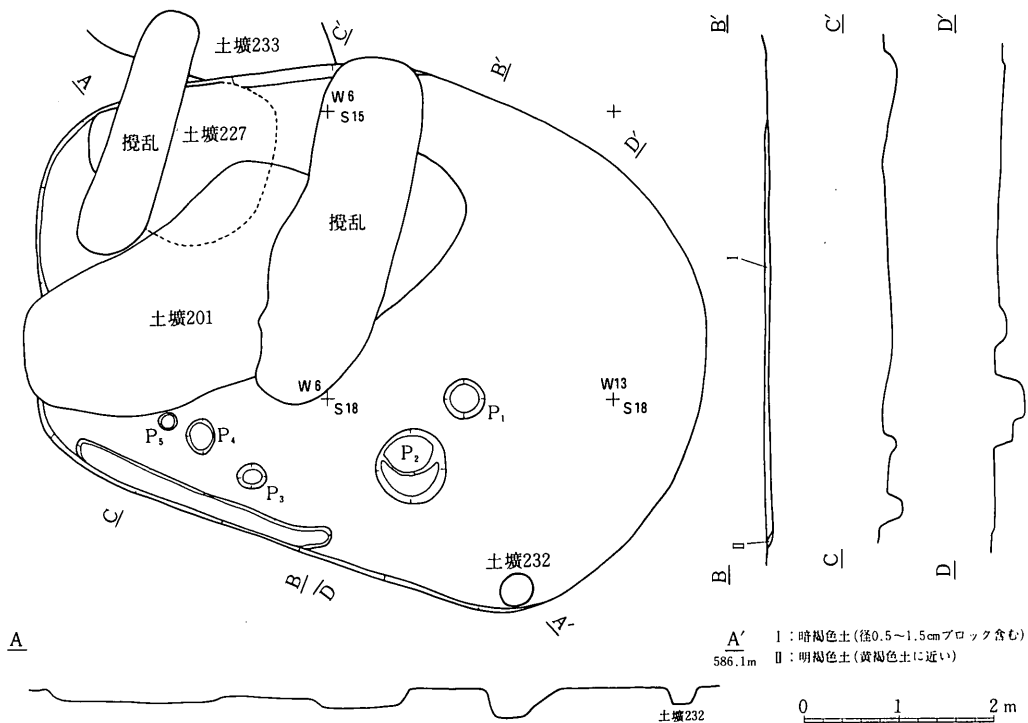 土壙233
C'
B'
C'
D'
A
B'
W6
S15
D'
土壙227
攪乱
攪乱
I
土壙201
W6
S18
W13
S18
P₁
P₅
P₄
P₂
P₃
C
II
土壙232
B
D
B
C
D
A'
A
A'
586.1m
I：暗褐色土(径0.5～1.5cmブロック含む)
II：明褐色土(黄褐色土に近い)
土壙232
0 1 2 m